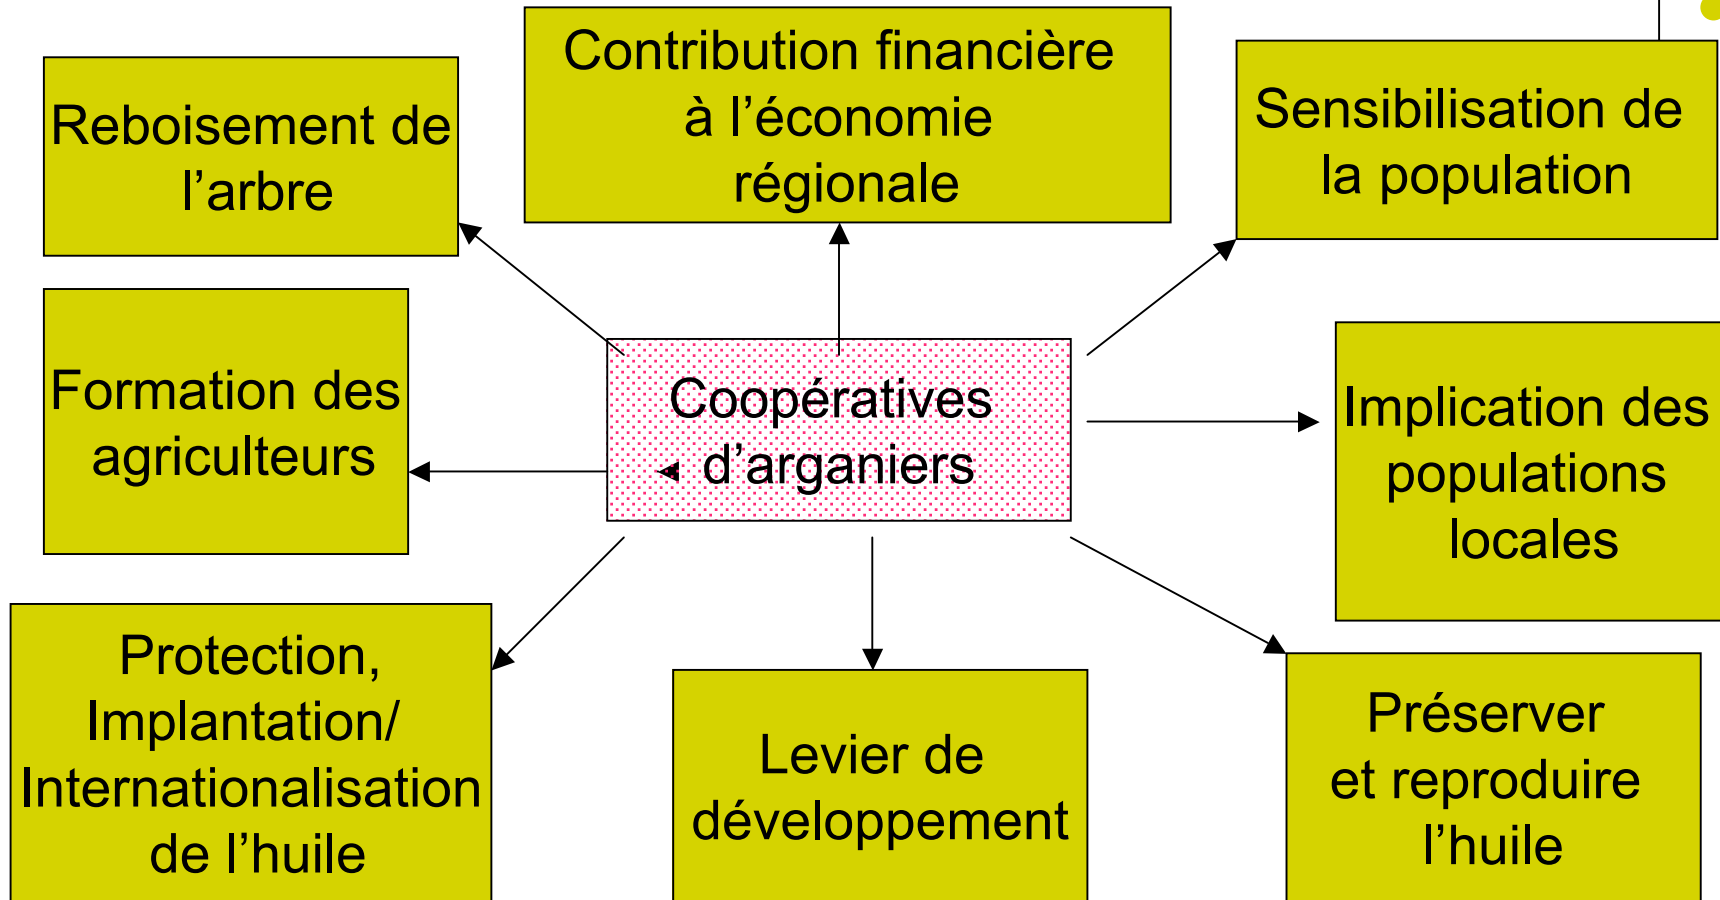 Contribution financière
à l’économie
régionale
Reboisement de
l’arbre
Sensibilisation de
la population
Formation des
agriculteurs
Coopératives
d’arganiers
Implication des
populations
locales
Protection,
Implantation/
Internationalisation
de l’huile
Levier de
développement
Préserver
et reproduire
l’huile